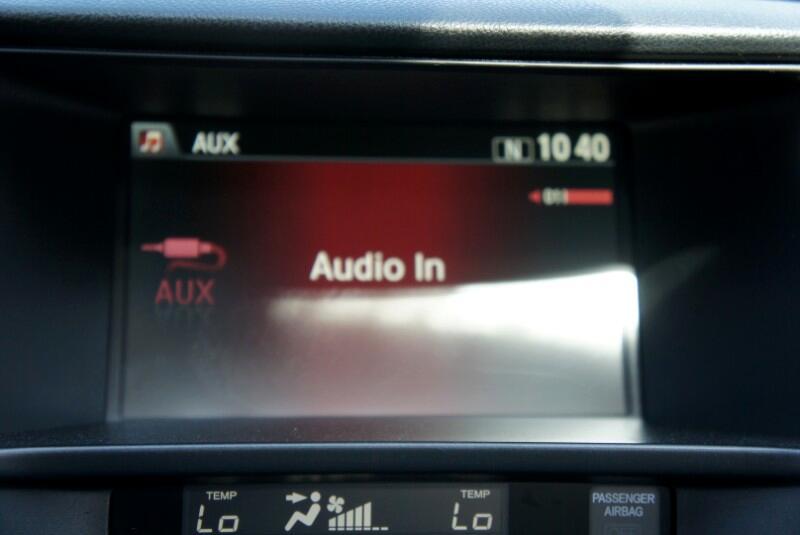 AUX
N 10 40
Audio In
AUX
TEMP
TEMP
Lo
Lo
PASSENGER
AIRBAG